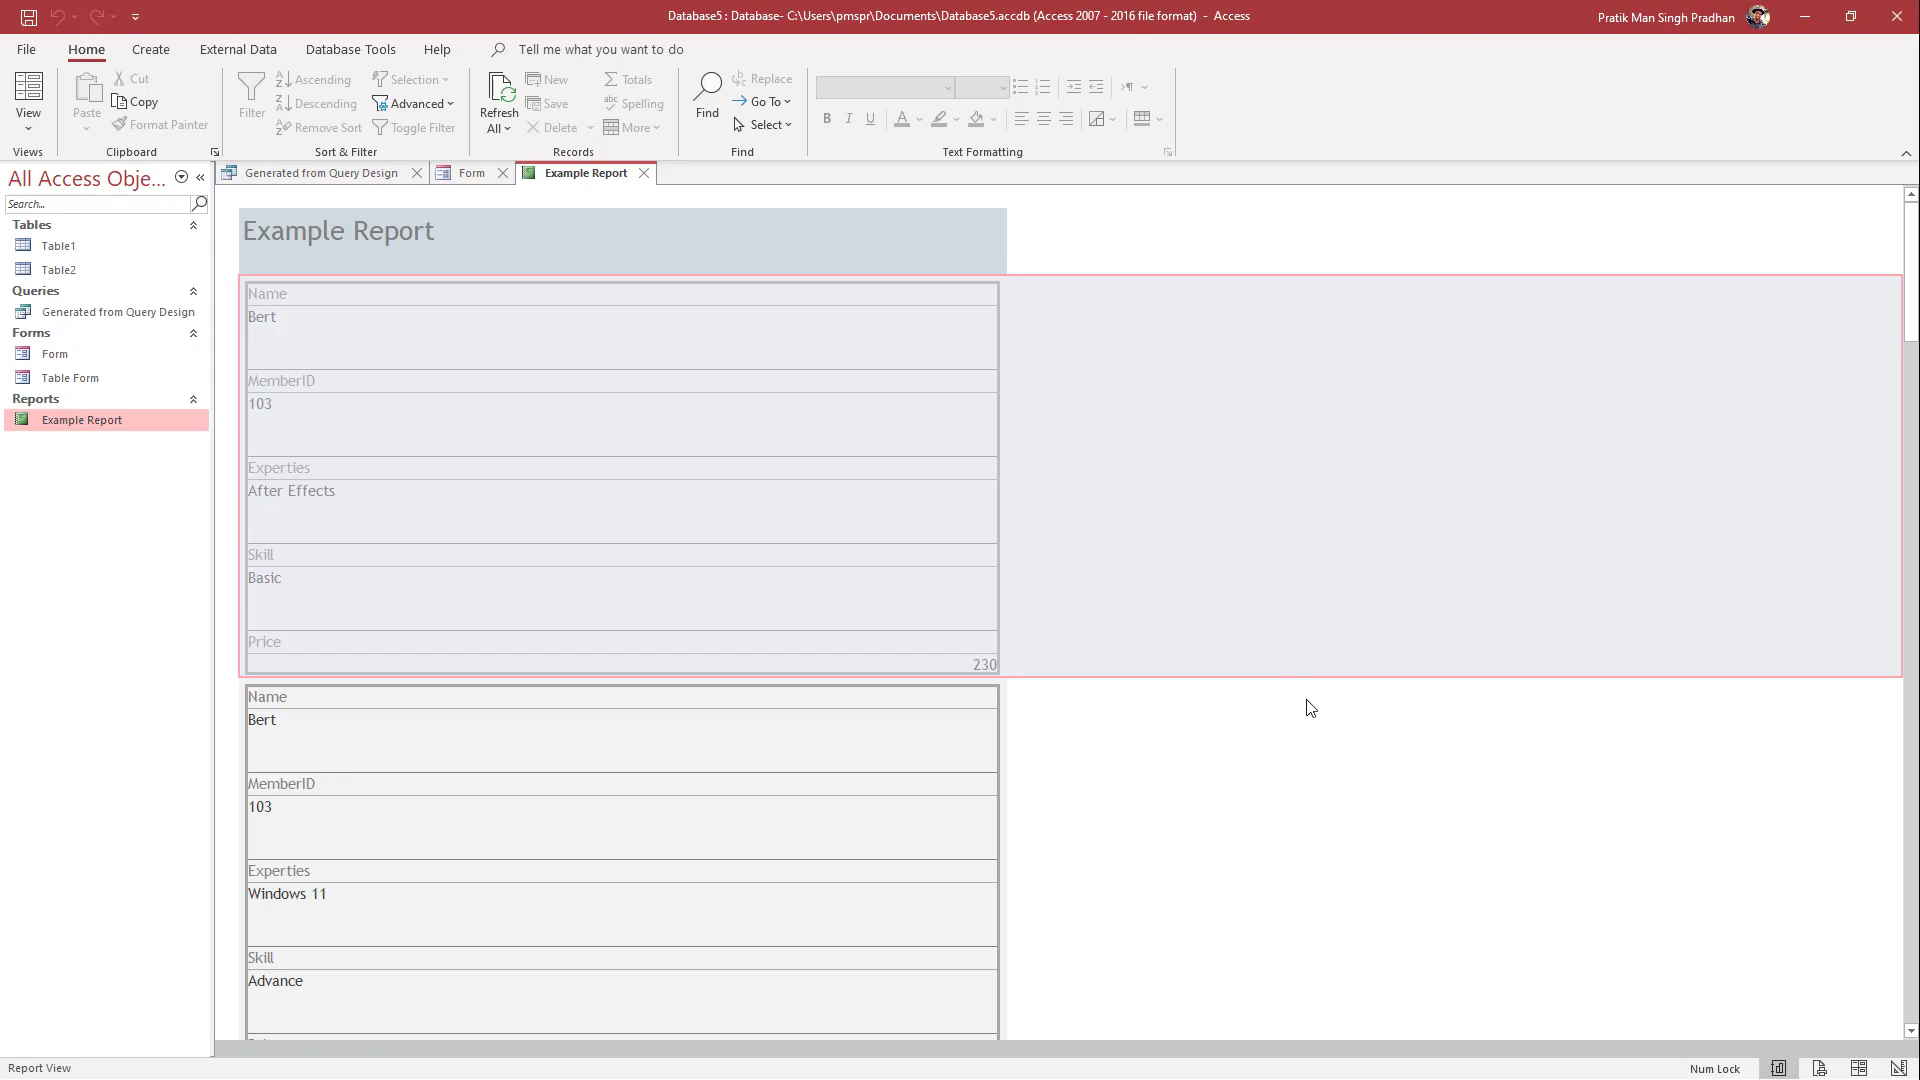 Database5 : Database- C:\Users\pmspr\Documents\Database5.accdb (Access 2007 - 2016 file format)  -  Access
Pratik Man Singh Pradhan
File Home Create External Data Database Tools Help Tell me what you want to do
View
Views
Paste
Cut
Copy
Format Painter
Clipboard
Filter
Ascending
Descending
Remove Sort
Selection
Advanced
Toggle Filter
Sort & Filter
Refresh
All
New
Save
Delete
Totals
Spelling
More
Records
Find
Replace
Go To
Select
Find
B I U
Text Formatting
All Access Obje...
Search...
Tables
Table1
Table2
Queries
Generated from Query Design
Forms
Form
Table Form
Reports
Example Report
Generated from Query Design
Form
Example Report
Example Report
Name
Bert
MemberID
103
Experties
After Effects
Skill
Basic
Price
230
Name
Bert
MemberID
103
Experties
Windows 11
Skill
Advance
Report View
Num Lock